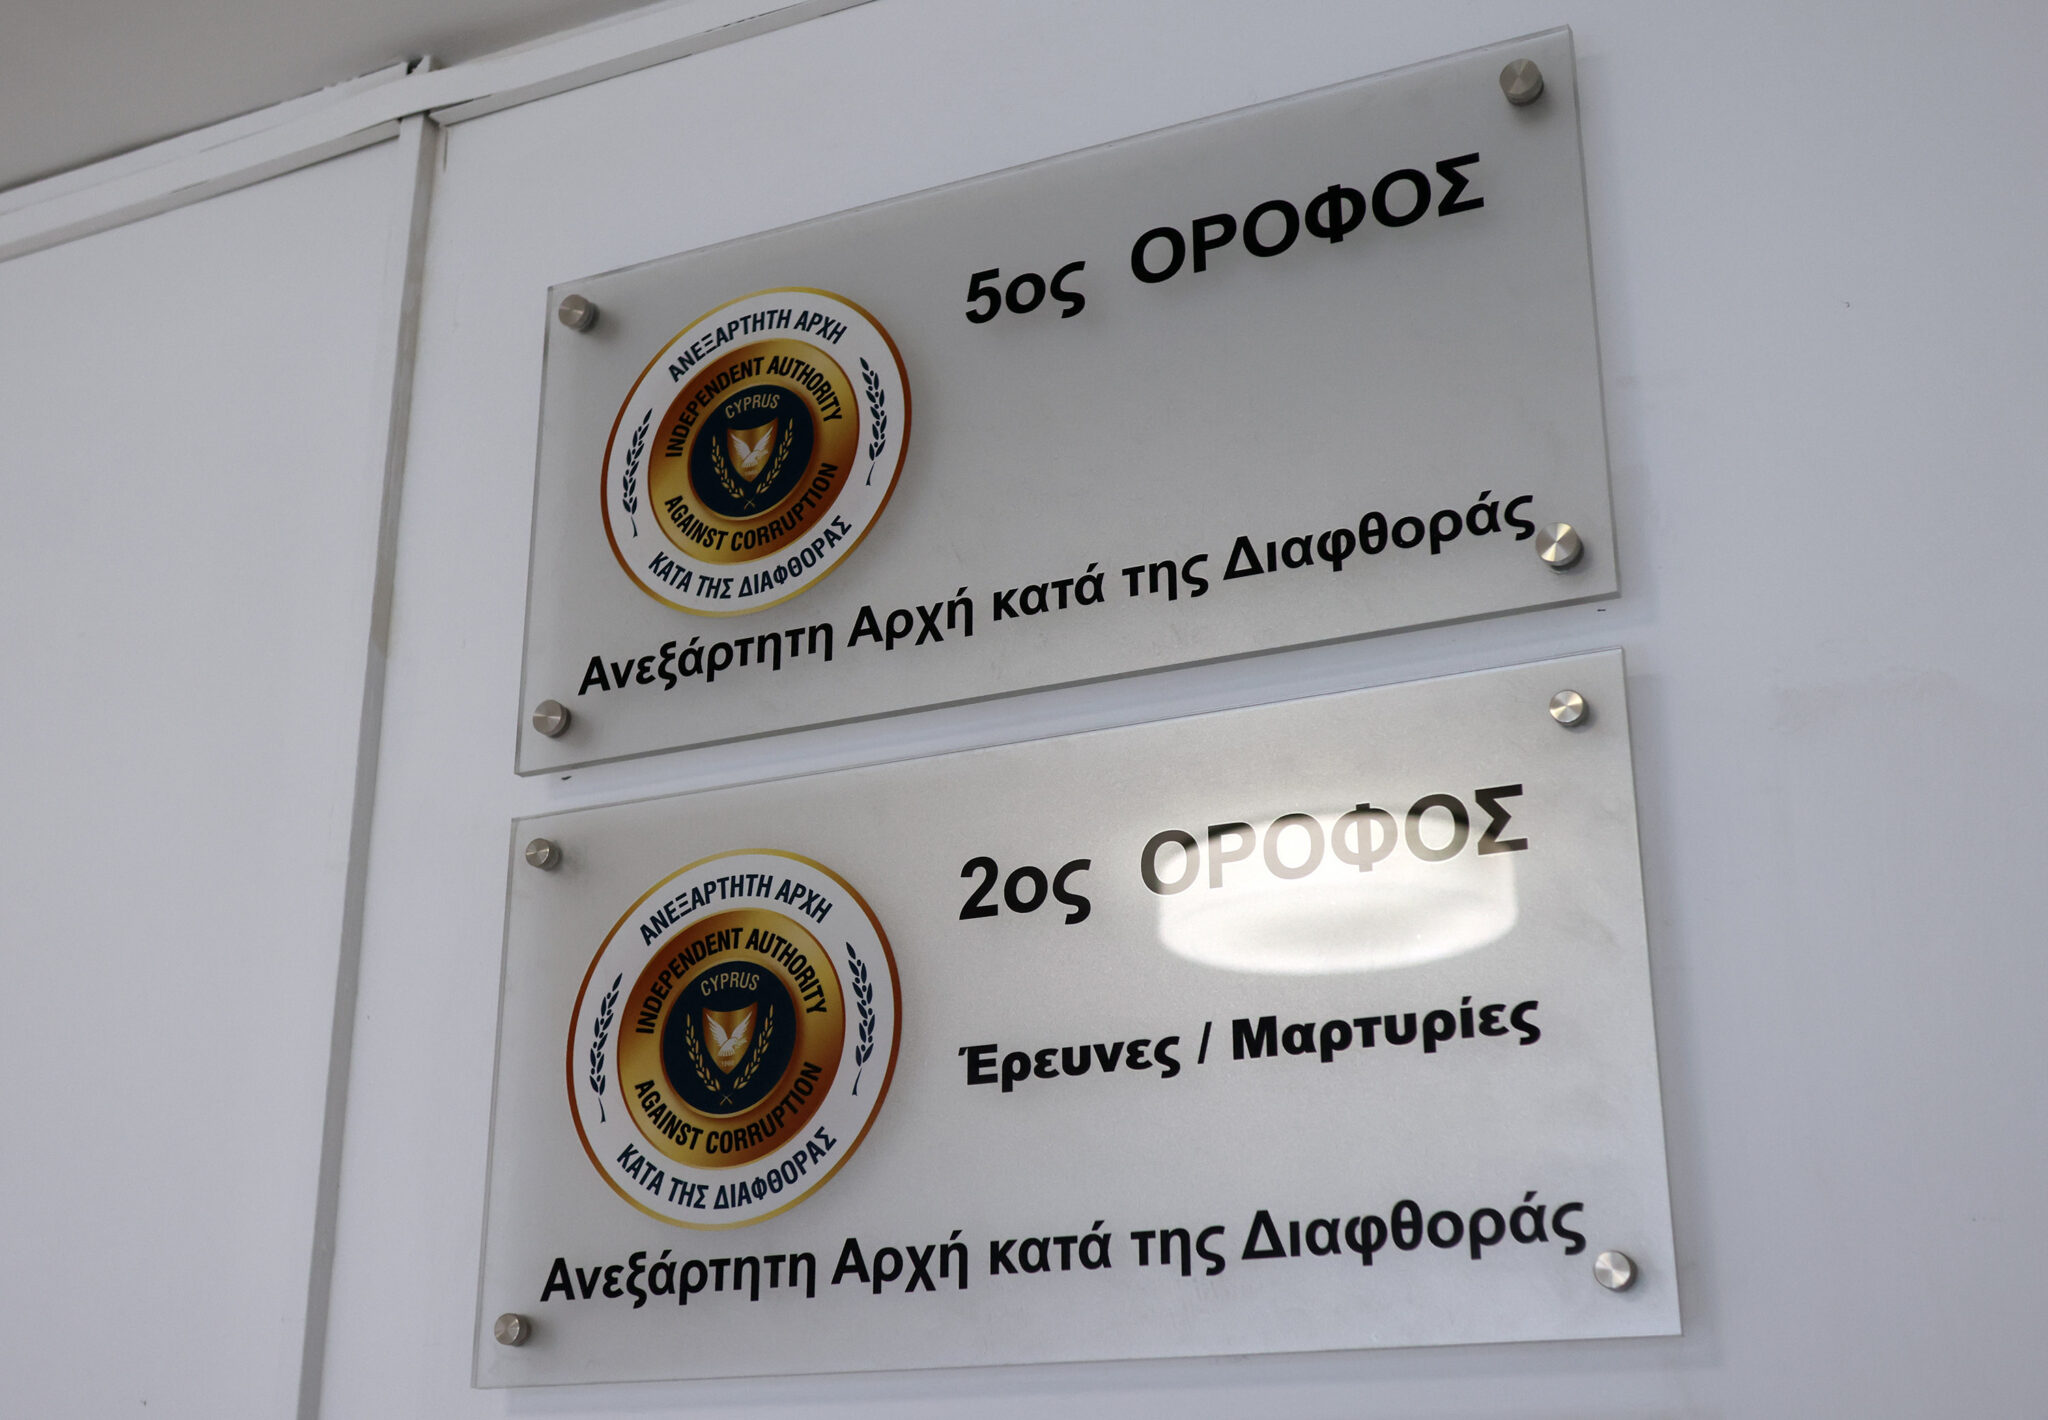 5ος ΟΡΟΦΟΣ
ΑΝΕΞΑΡΤΗΤΗ ΑΡΧΗ
INDEPENDENT AUTHORITY
CYPRUS
AGAINST CORRUPTION
ΚΑΤΑ ΤΗΣ ΔΙΑΦΘΟΡΑΣ
Ανεξάρτητη Αρχή κατά της Διαφθοράς
2ος ΟΡΟΦΟΣ
ΑΝΕΞΑΡΤΗΤΗ ΑΡΧΗ
INDEPENDENT AUTHORITY
CYPRUS
1960
AGAINST CORRUPTION
ΚΑΤΑ ΤΗΣ ΔΙΑΦΘΟΡΑΣ
Έρευνες / Μαρτυρίες
Ανεξάρτητη Αρχή κατά της Διαφθοράς